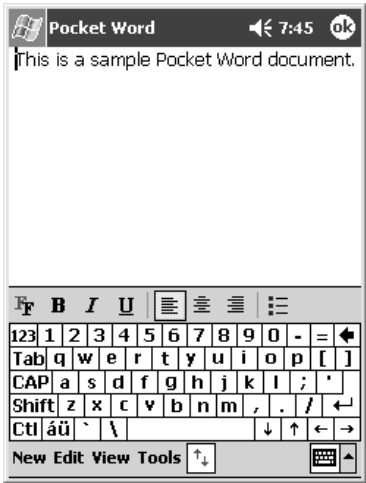 Pocket Word 7:45 ok
This is a sample Pocket Word document.
FF B I U
123 1 2 3 4 5 6 7 8 9 0 - = 🡄
Tab q w e r t y u i o p [ ]
CAP a s d f g h j k l ; '
Shift z x c v b n m , . / ↵
Ctl áü ` \ ↓ ↑ ← →
New Edit View Tools ↑↓